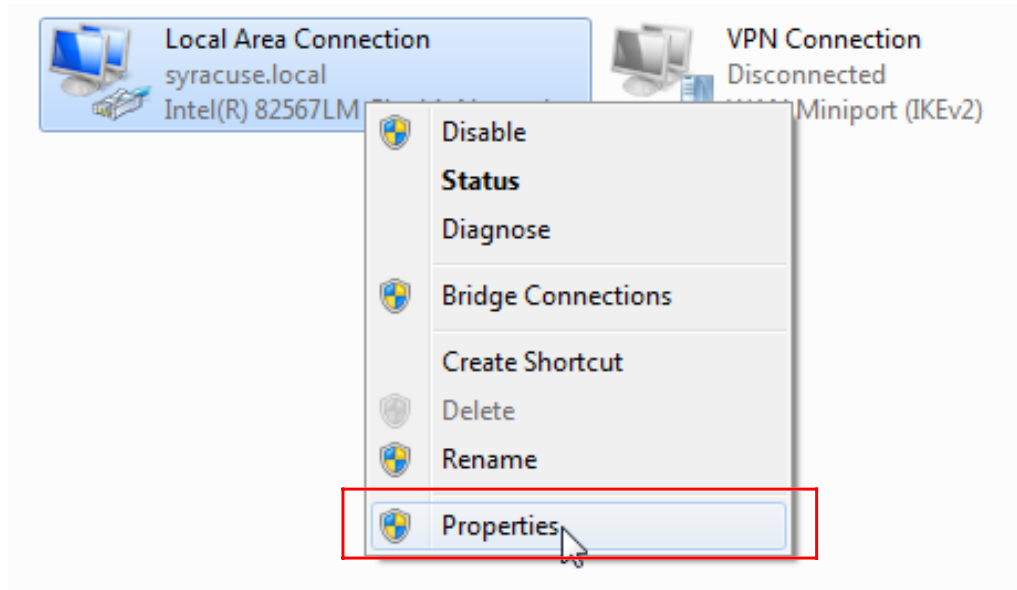 Local Area Connection
syracuse.local
Intel(R) 82567LM
VPN Connection
Disconnected
Miniport (IKEv2)
Disable
Status
Diagnose
Bridge Connections
Create Shortcut
Delete
Rename
Properties